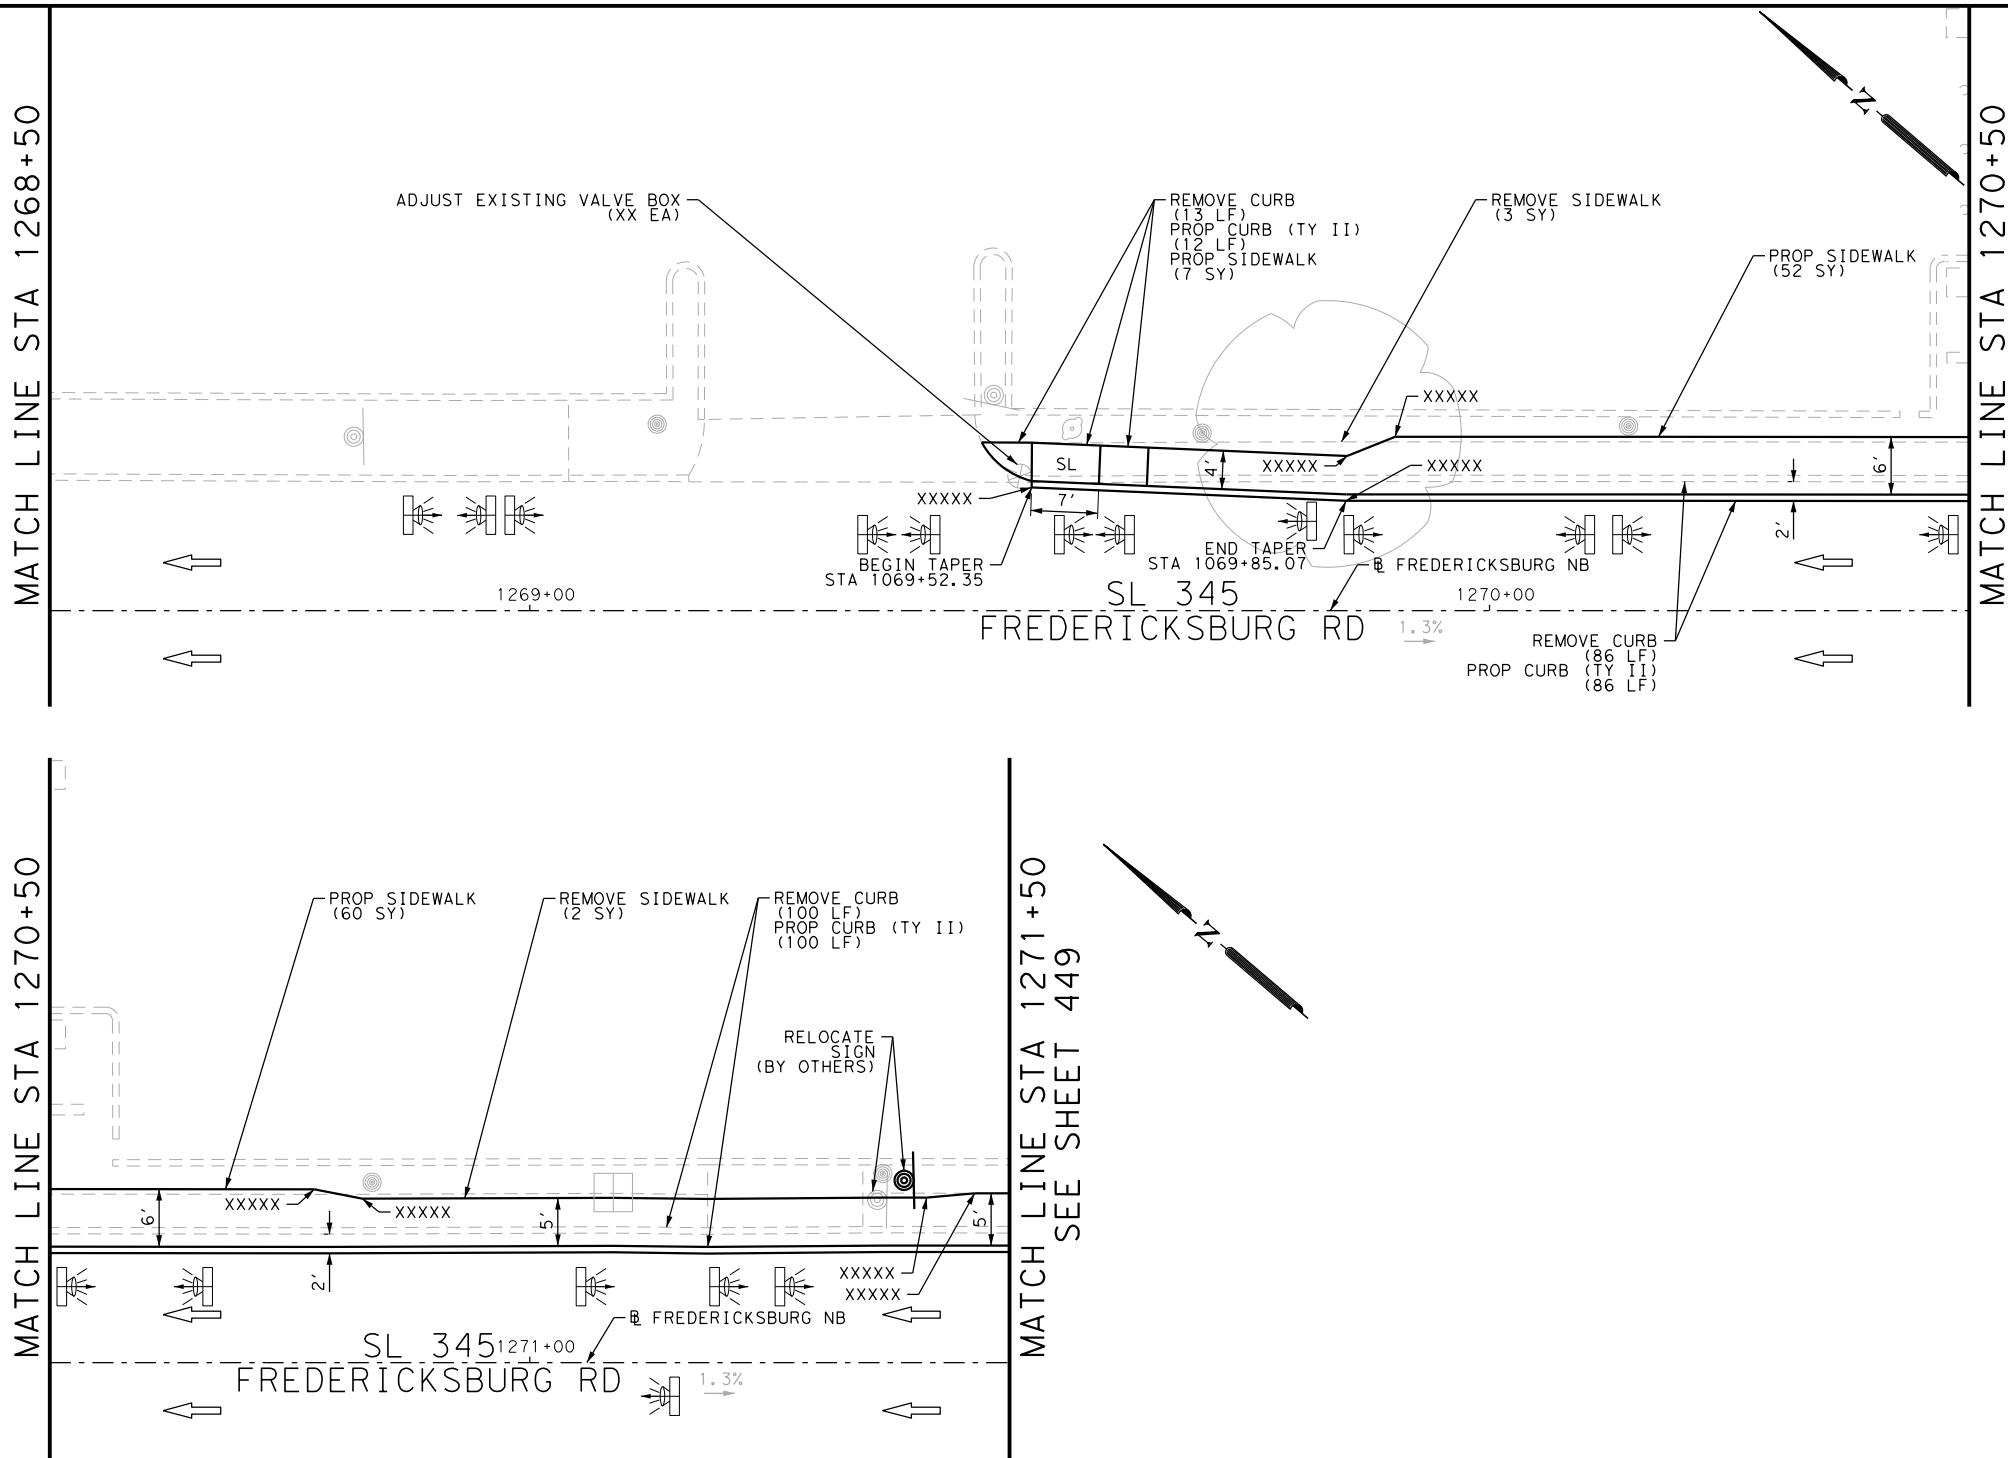 MATCH LINE STA 1268+50
ADJUST EXISTING VALVE BOX
(XX EA)
REMOVE CURB
(13 LF)
PROP CURB (TY II)
(12 LF)
PROP SIDEWALK
(7 SY)
REMOVE SIDEWALK
(3 SY)
PROP SIDEWALK
(52 SY)
N
MATCH LINE STA 1270+50
XXXXX
XXXXX
XXXXX
XXXXX
SL
4'
6'
7'
2'
BEGIN TAPER
STA 1069+52.35
END TAPER
STA 1069+85.07
℄ FREDERICKSBURG NB
1269+00
SL 345
FREDERICKSBURG RD
1270+00
1.3%
REMOVE CURB
(86 LF)
PROP CURB (TY II)
(86 LF)
MATCH LINE STA 1270+50
PROP SIDEWALK
(60 SY)
REMOVE SIDEWALK
(2 SY)
REMOVE CURB
(100 LF)
PROP CURB (TY II)
(100 LF)
RELOCATE
SIGN
(BY OTHERS)
MATCH LINE STA 1271+50
SEE SHEET 449
N
XXXXX
XXXXX
6'
5'
5'
2'
XXXXX
XXXXX
℄ FREDERICKSBURG NB
SL 345
1271+00
FREDERICKSBURG RD
1.3%